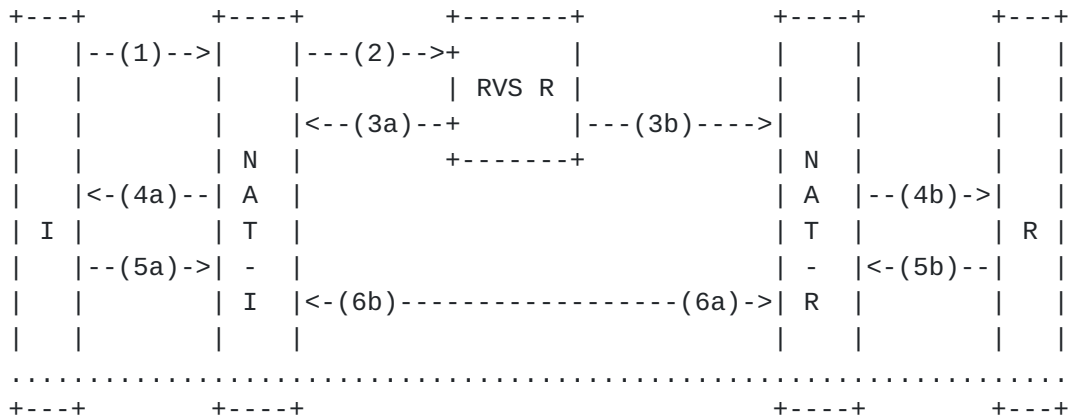 +---+        +----+         +-------+            +----+        +---+
|   |--(1)-->|    |---(2)-->+       |            |    |        |   |
|   |        |    |         | RVS R |            |    |        |   |
|   |        |    |<--(3a)--+       |---(3b)---->|    |        |   |
|   |        | N  |         +-------+            | N  |        |   |
|   |<-(4a)--| A  |                              | A  |--(4b)->|   |
| I |        | T  |                              | T  |        | R |
|   |--(5a)->| -  |                              | -  |<-(5b)--|   |
|   |        | I  |<-(6b)------------------(6a)->| R  |        |   |
|   |        |    |                              |    |        |   |
....................................................................
+---+        +----+                              +----+        +---+